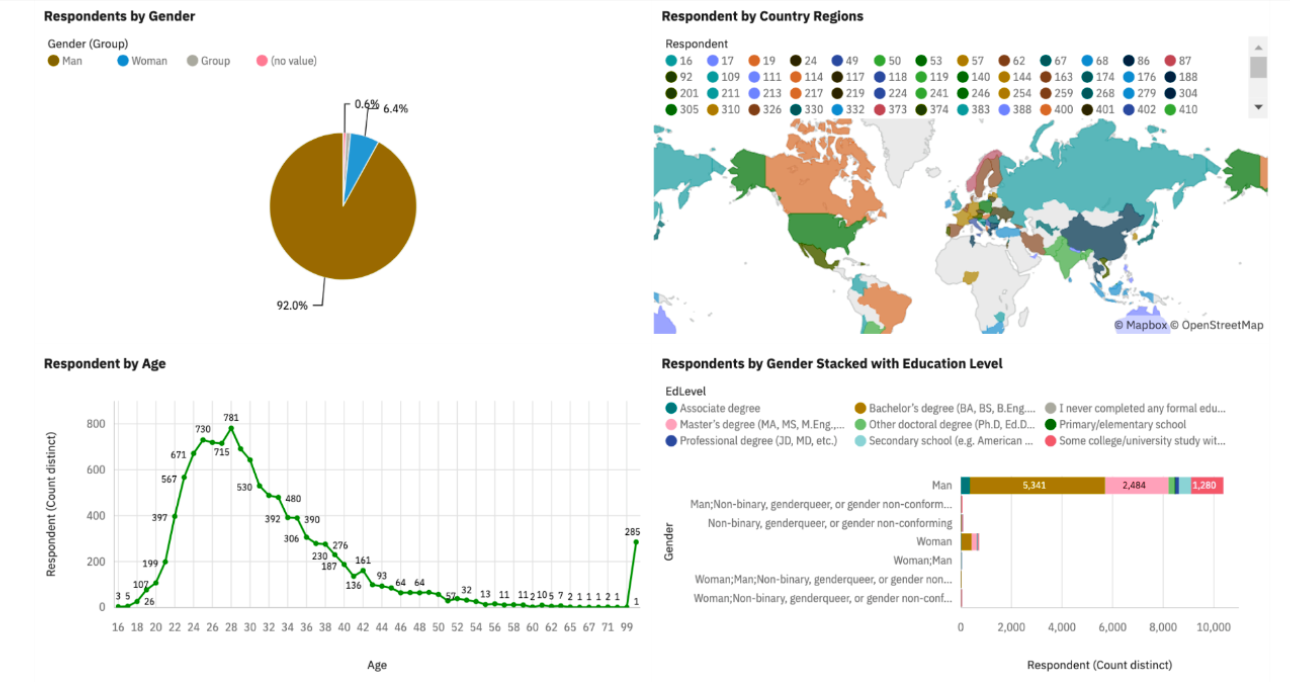 Respondents by Gender
Gender (Group)
Man Woman Group (no value)
0.6% 6.4%
92.0%
Respondent by Country Regions
Respondent
16 17 19 24 49 50 53 57 62 67 68 86 87
92 109 111 114 117 118 119 140 144 163 174 176 188
201 211 213 217 219 224 241 246 254 259 268 279 304
305 310 326 330 332 373 374 383 388 400 401 402 410
© Mapbox © OpenStreetMap
Respondent by Age
Respondent (Count distinct)
800
600
400
200
0
3 5 26 107 199 397 567 671 730 715 781 530 392 480 306 390 230 276 187 136 161 93 64 64 57 32 13 11 11 2 10 5 7 2 1 1 1 2 1 285 1
16 18 20 22 24 26 28 30 32 34 36 38 40 42 44 46 48 50 52 54 56 58 60 62 65 67 71 99
Age
Respondents by Gender Stacked with Education Level
EdLevel
Associate degree Bachelor's degree (BA, BS, B.Eng.... I never completed any formal edu...
Master's degree (MA, MS, M.Eng.,... Other doctoral degree (Ph.D, Ed.D... Primary/elementary school
Professional degree (JD, MD, etc.) Secondary school (e.g. American ... Some college/university study wit...
Gender
Man 5,341 2,484 1,280
Man;Non-binary, genderqueer, or gender non-conform...
Non-binary, genderqueer, or gender non-conforming
Woman
Woman;Man
Woman;Man;Non-binary, genderqueer, or gender non...
Woman;Non-binary, genderqueer, or gender non-conf...
0 2,000 4,000 6,000 8,000 10,000
Respondent (Count distinct)